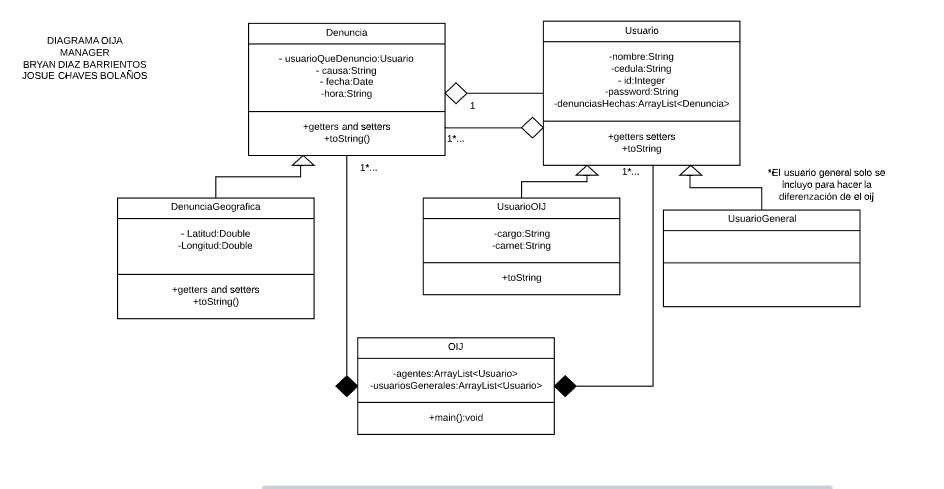 DIAGRAMA OIJA
MANAGER
BRYAN DIAZ BARRIENTOS
JOSUE CHAVES BOLAÑOS
Denuncia
- usuarioQueDenuncio:Usuario
- causa:String
- fecha:Date
-hora:String
+getters and setters
+toString()
Usuario
-nombre:String
-cedula:String
- id:Integer
-password:String
-denunciasHechas:ArrayList<Denuncia>
+getters setters
+toString
1
1*...
1*...
1*...
*El usuario general solo se
incluyo para hacer la
diferenzación de el oij
DenunciaGeografica
- Latitud:Double
-Longitud:Double
+getters and setters
+toString()
UsuarioOIJ
-cargo:String
-carnet:String
+toString
UsuarioGeneral
OIJ
-agentes:ArrayList<Usuario>
-usuariosGenerales:ArrayList<Usuario>
+main():void